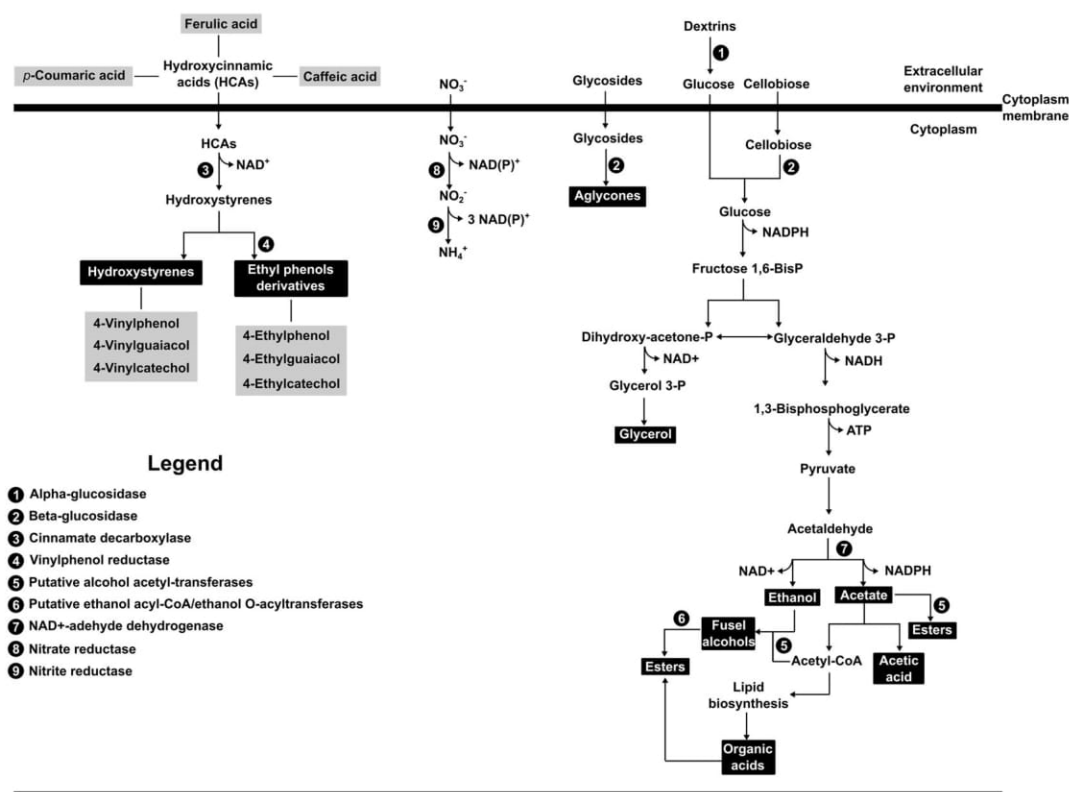 Ferulic acid
p-Coumaric acid
Hydroxycinnamic
acids (HCAs)
Caffeic acid
NO₃⁻
Glycosides
Dextrins
1
Glucose
Cellobiose
Extracellular
environment
Cytoplasm
membrane
Cytoplasm
HCAs
3
NAD⁺
Hydroxystyrenes
4
Hydroxystyrenes
Ethyl phenols
derivatives
4-Vinylphenol
4-Vinylguaiacol
4-Vinylcatechol
4-Ethylphenol
4-Ethylguaiacol
4-Ethylcatechol
NO₃⁻
8
NAD(P)⁺
NO₂⁻
9
3 NAD(P)⁺
NH₄⁺
Glycosides
2
Aglycones
Cellobiose
2
Glucose
NADPH
Fructose 1,6-BisP
Dihydroxy-acetone-P
Glyceraldehyde 3-P
NAD+
NADH
Glycerol 3-P
Glycerol
1,3-Bisphosphoglycerate
ATP
Pyruvate
Acetaldehyde
7
NAD+
NADPH
Ethanol
Acetate
5
Esters
6
Fusel
alcohols
5
Esters
Acetyl-CoA
Acetic
acid
Lipid
biosynthesis
Organic
acids
Legend
1 Alpha-glucosidase
2 Beta-glucosidase
3 Cinnamate decarboxylase
4 Vinylphenol reductase
5 Putative alcohol acetyl-transferases
6 Putative ethanol acyl-CoA/ethanol O-acyltransferases
7 NAD+-adehyde dehydrogenase
8 Nitrate reductase
9 Nitrite reductase